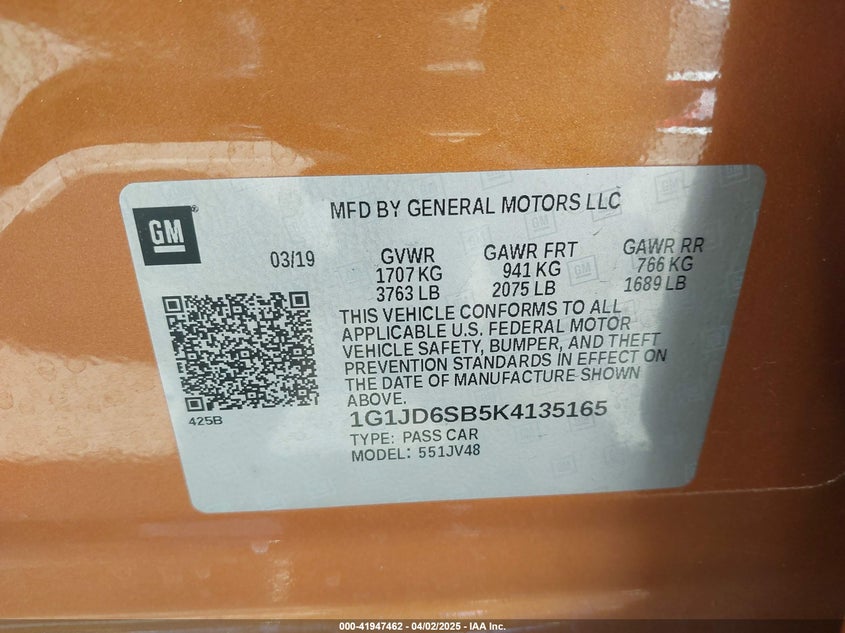 MFD BY GENERAL MOTORS LLC
GM
®
03/19
GVWR
1707 KG
3763 LB
GAWR FRT
941 KG
2075 LB
GAWR RR
766 KG
1689 LB
THIS VEHICLE CONFORMS TO ALL
APPLICABLE U.S. FEDERAL MOTOR
VEHICLE SAFETY, BUMPER, AND THEFT
PREVENTION STANDARDS IN EFFECT ON
THE DATE OF MANUFACTURE SHOWN
ABOVE.
425B
1G1JD6SB5K4135165
TYPE: PASS CAR
MODEL: 551JV48
000-41947462 - 04/02/2025 - IAA Inc.